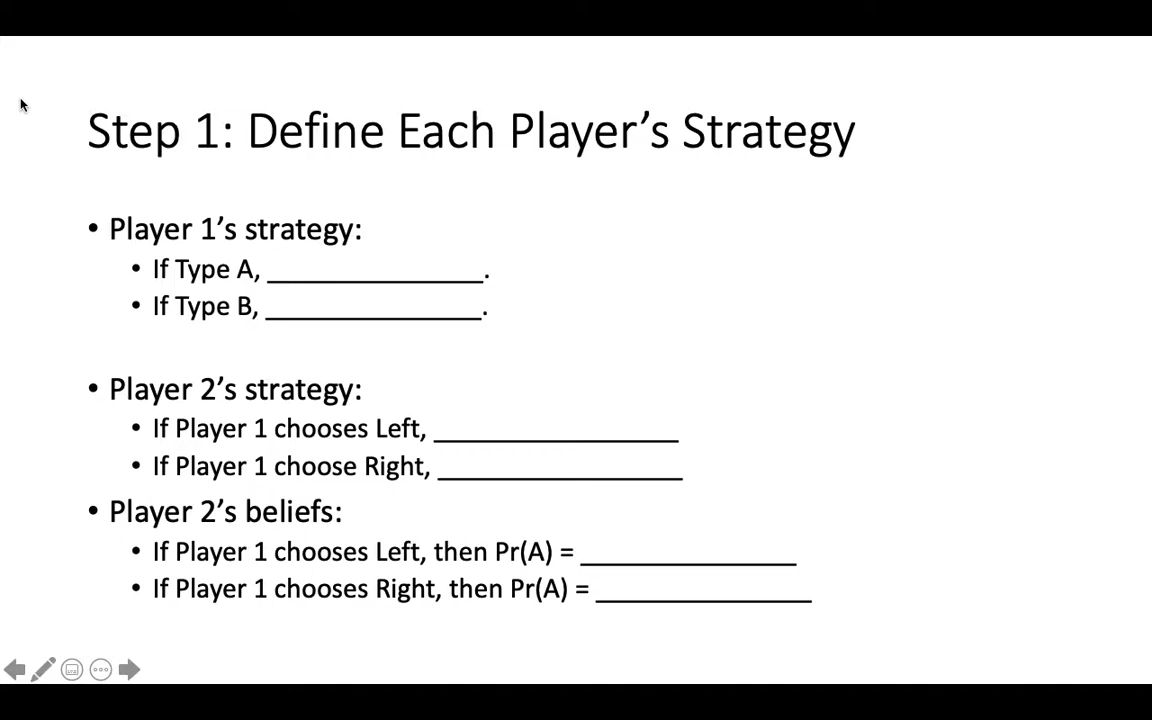 Step 1: Define Each Player’s Strategy
• Player 1’s strategy:
• If Type A, ________________.
• If Type B, ________________.
• Player 2’s strategy:
• If Player 1 chooses Left, __________________
• If Player 1 choose Right, __________________
• Player 2’s beliefs:
• If Player 1 chooses Left, then Pr(A) = ________________
• If Player 1 chooses Right, then Pr(A) = ________________